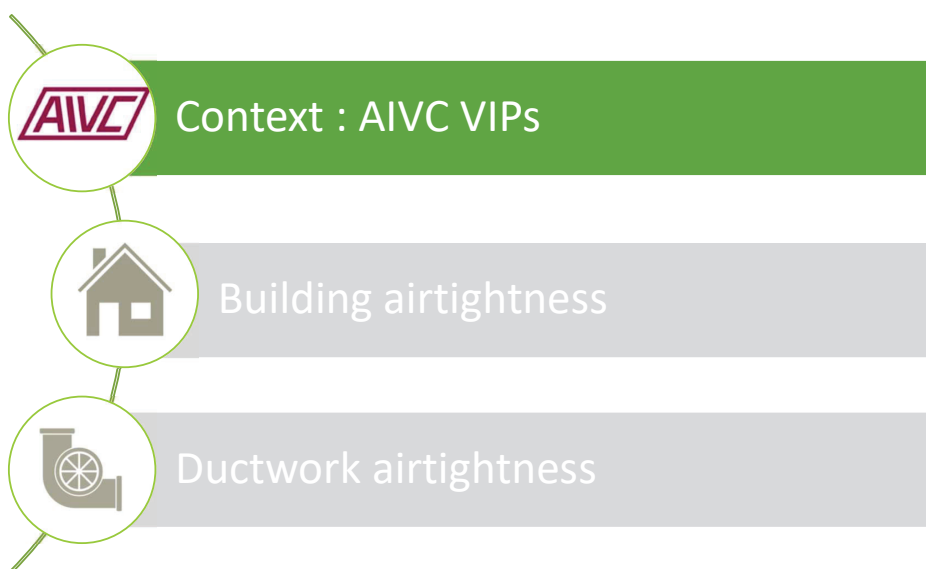 AIVC
Context : AIVC VIPs
Building airtightness
Ductwork airtightness